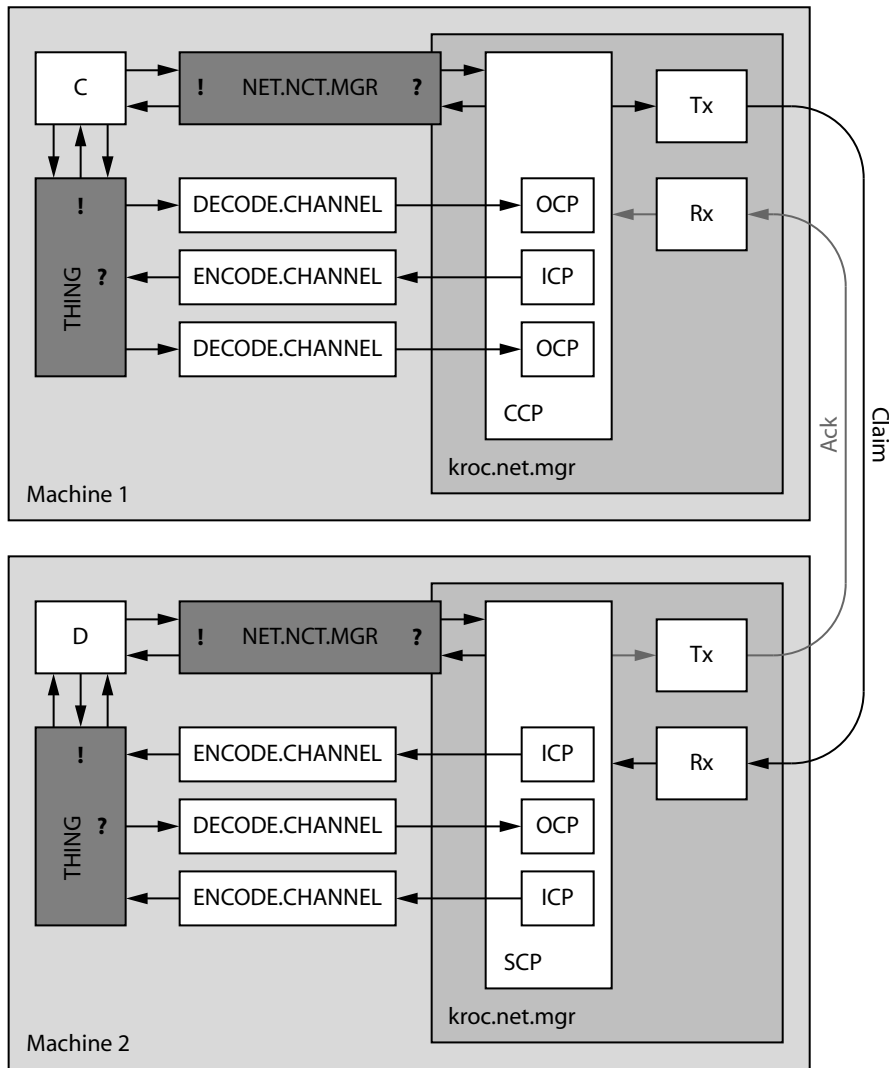 C
! NET.NCT.MGR ?
Tx
Rx
!
THING ?
DECODE.CHANNEL
OCP
ENCODE.CHANNEL
ICP
DECODE.CHANNEL
OCP
CCP
kroc.net.mgr
Machine 1
Ack
Claim
D
! NET.NCT.MGR ?
Tx
Rx
!
THING ?
ENCODE.CHANNEL
ICP
DECODE.CHANNEL
OCP
ENCODE.CHANNEL
ICP
SCP
kroc.net.mgr
Machine 2